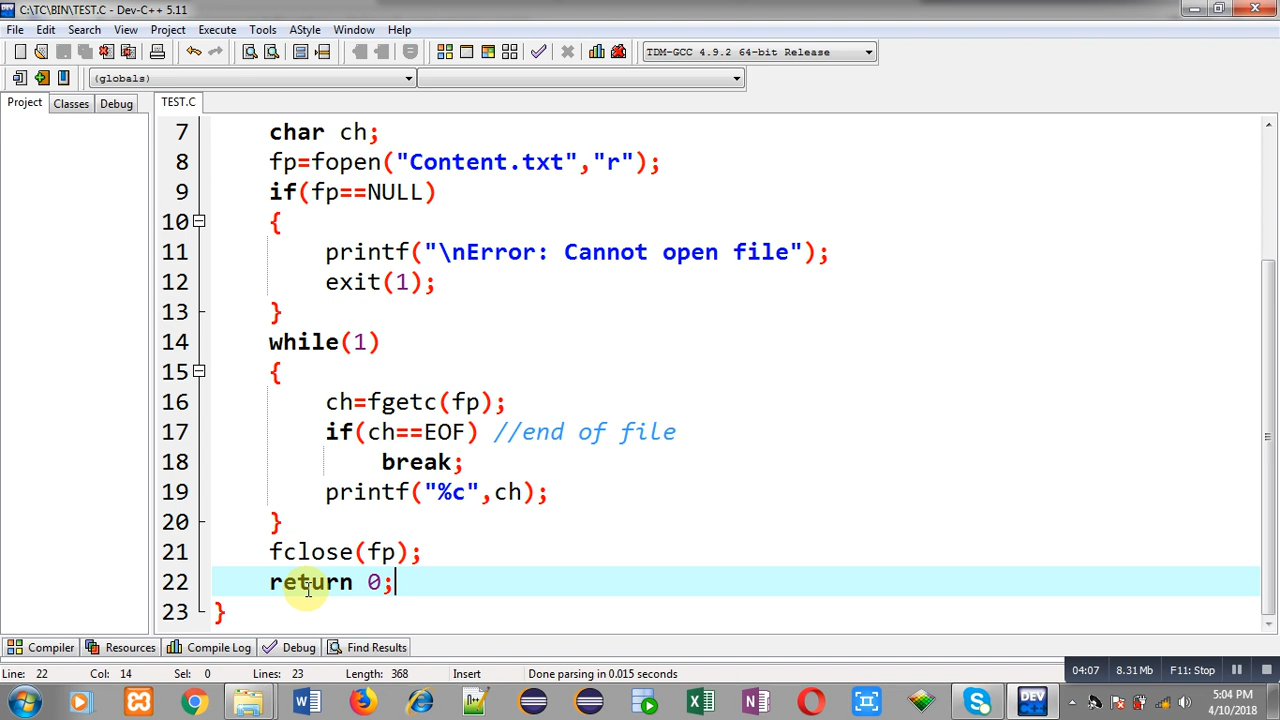 C:\TC\BIN\TEST.C - Dev-C++ 5.11
File Edit Search View Project Execute Tools AStyle Window Help
TDM-GCC 4.9.2 64-bit Release
(globals)
Project Classes Debug TEST.C
7 char ch;
8 fp=fopen("Content.txt","r");
9 if(fp==NULL)
10 {
11 printf("\nError: Cannot open file");
12 exit(1);
13 }
14 while(1)
15 {
16 ch=fgetc(fp);
17 if(ch==EOF) //end of file
18 break;
19 printf("%c",ch);
20 }
21 fclose(fp);
22 return 0;
23 }
Compiler Resources Compile Log Debug Find Results
Line: 22 Col: 14 Sel: 0 Lines: 23 Length: 368 Insert Done parsing in 0.015 seconds 04:07 8.31 Mb F11: Stop
DEV 5:04 PM
4/10/2018